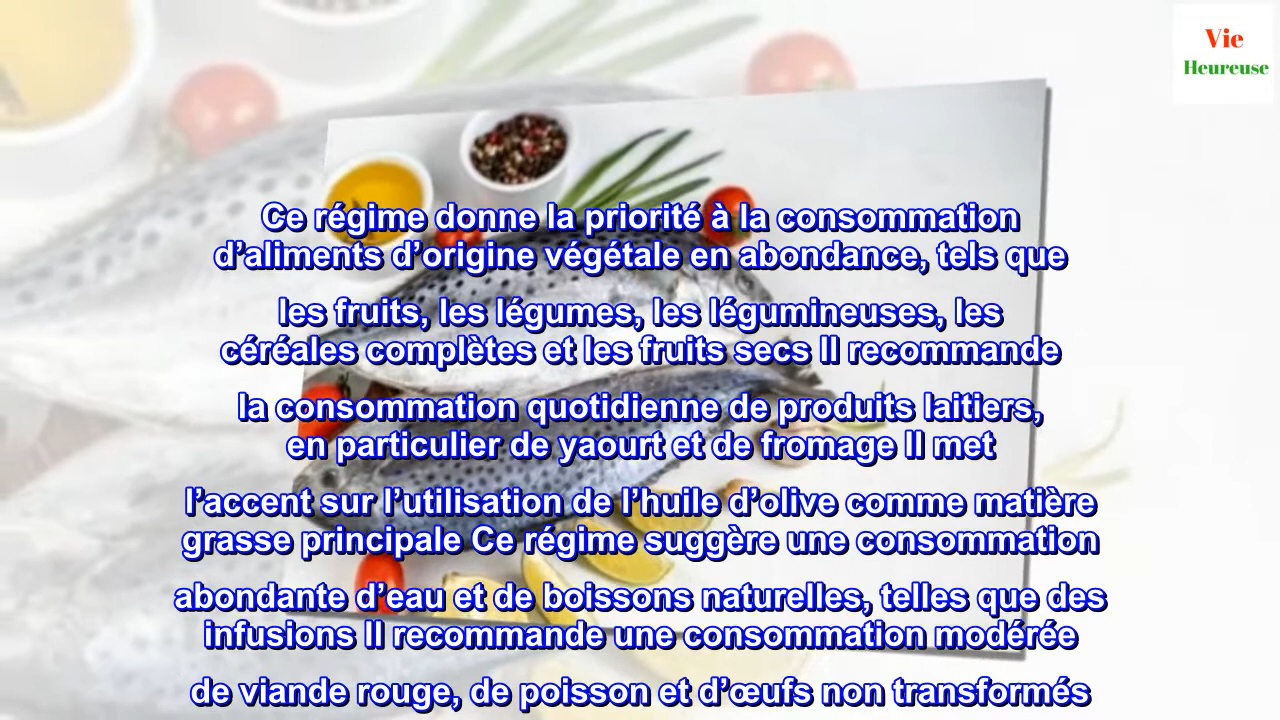 Vie
Heureuse
Ce régime donne la priorité à la consommation
d’aliments d’origine végétale en abondance, tels que
les fruits, les légumes, les légumineuses, les
céréales complètes et les fruits secs Il recommande
la consommation quotidienne de produits laitiers,
en particulier de yaourt et de fromage Il met
l’accent sur l’utilisation de l’huile d’olive comme matière
grasse principale Ce régime suggère une consommation
abondante d’eau et de boissons naturelles, telles que des
infusions Il recommande une consommation modérée
de viande rouge, de poisson et d’œufs non transformés